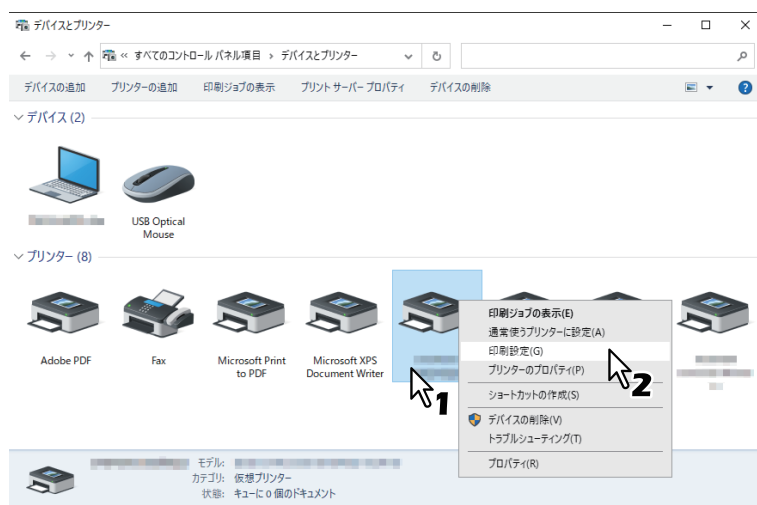 デバイスとプリンター
« すべてのコントロール パネル項目 › デバイスとプリンター
デバイスの追加 プリンターの追加 印刷ジョブの表示 プリント サーバー プロパティ デバイスの削除
デバイス (2)
USB Optical
Mouse
プリンター (8)
Adobe PDF
Fax
Microsoft Print
to PDF
Microsoft XPS
Document Writer
1
印刷ジョブの表示(E)
通常使うプリンターに設定(A)
印刷設定(G)
プリンターのプロパティ(P)
2
ショートカットの作成(S)
デバイスの削除(V)
トラブルシューティング(T)
プロパティ(R)
モデル:
カテゴリ: 仮想プリンター
状態: キューに 0 個のドキュメント